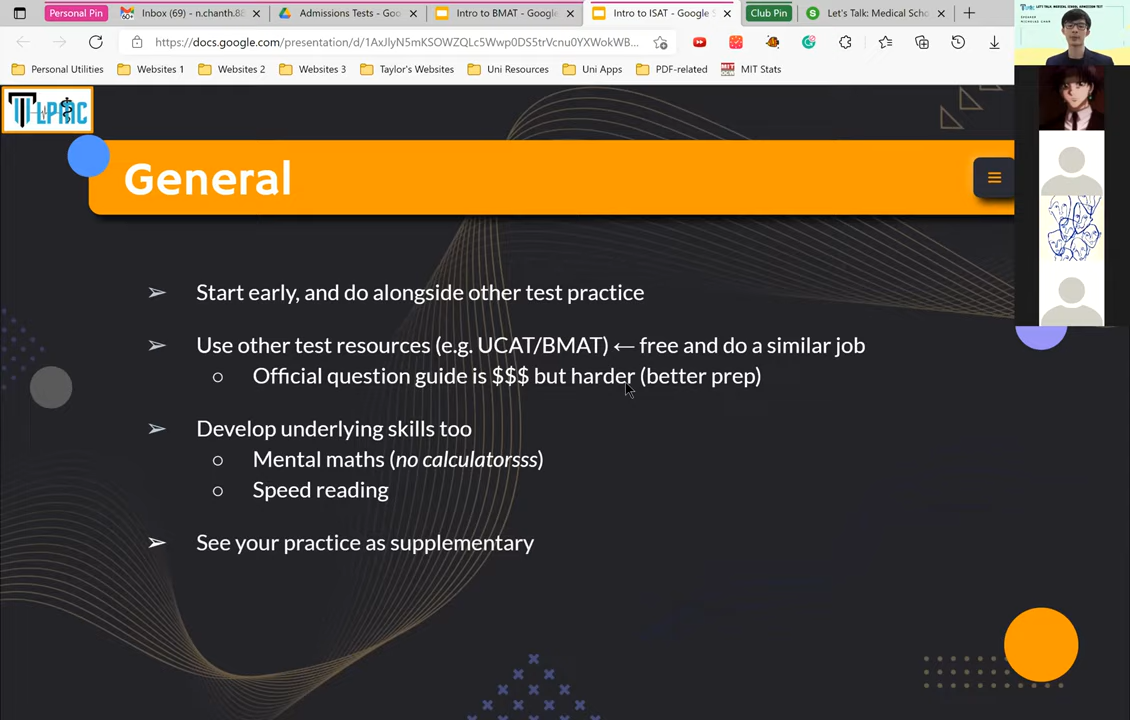 Personal Pin
Inbox (69) - n.chanth.88
Admissions Tests - Goo
Intro to BMAT - Google
Intro to ISAT - Google S
Club Pin
Let's Talk: Medical Scho
https://docs.google.com/presentation/d/1AxJlyN5mKSOWZQLc5Wwp0DS5trVcnu0YXWokWB...
Personal Utilities
Websites 1
Websites 2
Websites 3
Taylor's Websites
Uni Resources
Uni Apps
PDF-related
MIT Stats
TLPMC
General
➢ Start early, and do alongside other test practice
➢ Use other test resources (e.g. UCAT/BMAT) ← free and do a similar job
○ Official question guide is $$$ but harder (better prep)
➢ Develop underlying skills too
○ Mental maths (no calculatorsss)
○ Speed reading
➢ See your practice as supplementary